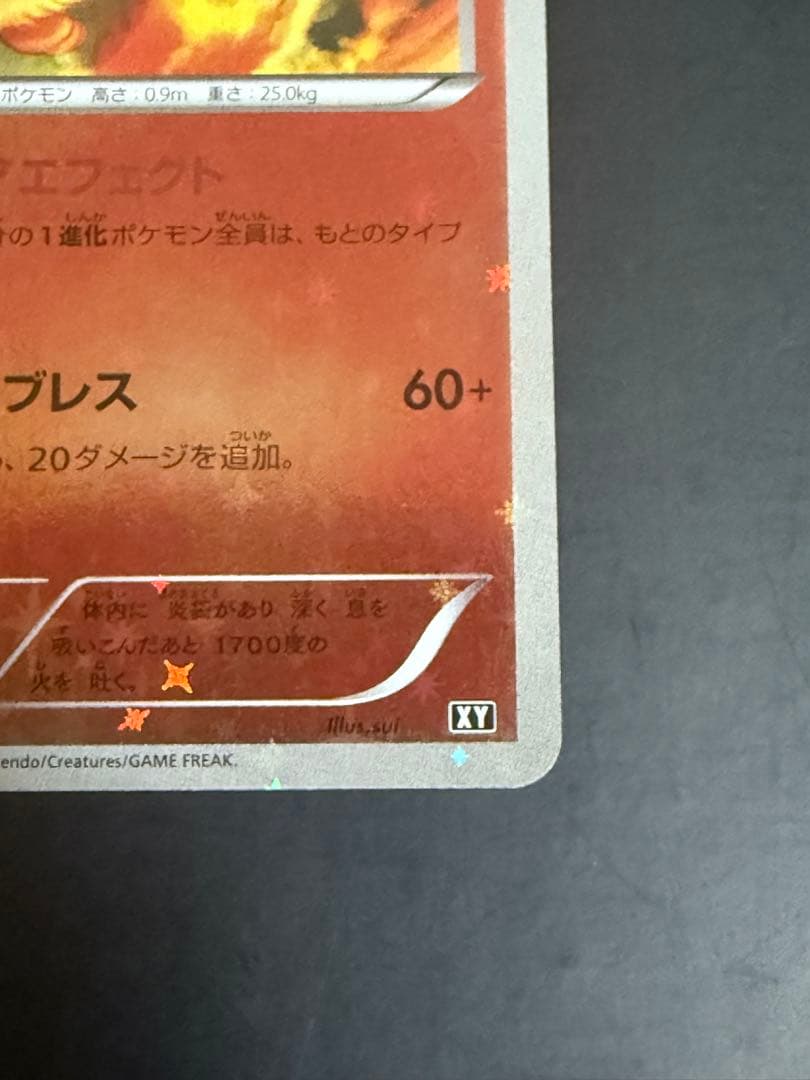 ポケモン 高さ:0.9m 重さ:25.0kg
エフェクト
の1進化ポケモン全員は、もとのタイプ
ブレス 60+
、20ダメージを追加。
体内に 炎袋があり 深く 息を
吸いこんだあと 1700度の
火を 吐く。
Illus.sui
XY
endo/Creatures/GAME FREAK.